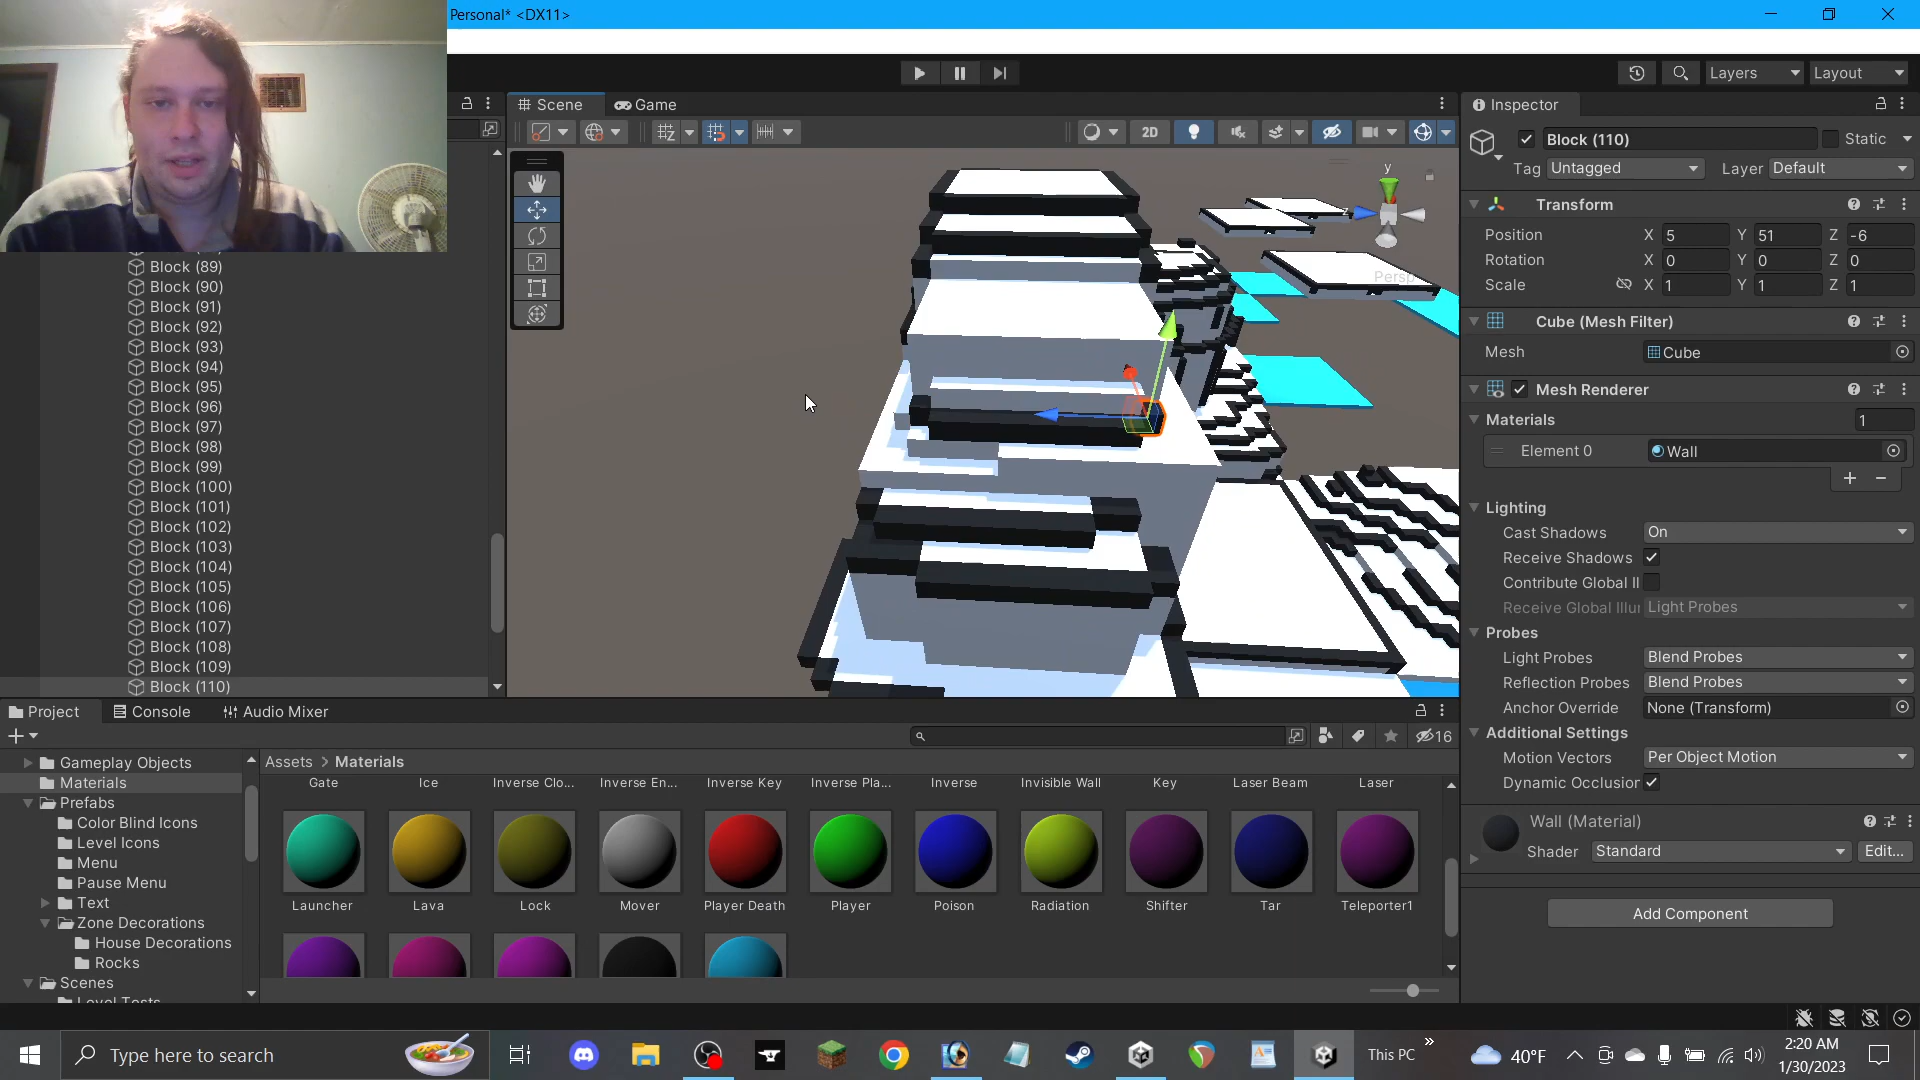 Personal* <DX11>
Layers
Layout
Scene
Game
2D
y
z
Persp
Inspector
Block (110)
Static
Tag Untagged Layer Default
Transform
Position X 5 Y 51 Z -6
Rotation X 0 Y 0 Z 0
Scale X 1 Y 1 Z 1
Cube (Mesh Filter)
Mesh Cube
Mesh Renderer
Materials 1
Element 0 Wall
Lighting
Cast Shadows On
Receive Shadows
Contribute Global Il
Receive Global Illu Light Probes
Probes
Light Probes Blend Probes
Reflection Probes Blend Probes
Anchor Override None (Transform)
Additional Settings
Motion Vectors Per Object Motion
Dynamic Occlusion
Wall (Material)
Shader Standard Edit...
Add Component
Block (89)
Block (90)
Block (91)
Block (92)
Block (93)
Block (94)
Block (95)
Block (96)
Block (97)
Block (98)
Block (99)
Block (100)
Block (101)
Block (102)
Block (103)
Block (104)
Block (105)
Block (106)
Block (107)
Block (108)
Block (109)
Block (110)
Project Console Audio Mixer
16
Gameplay Objects
Materials
Prefabs
Color Blind Icons
Level Icons
Menu
Pause Menu
Text
Zone Decorations
House Decorations
Rocks
Scenes
Level Tests
Assets > Materials
Gate Ice Inverse Clo... Inverse En... Inverse Key Inverse Pla... Inverse Invisible Wall Key Laser Beam Laser
Launcher Lava Lock Mover Player Death Player Poison Radiation Shifter Tar Teleporter1
Type here to search
This PC
40°F
2:20 AM
1/30/2023